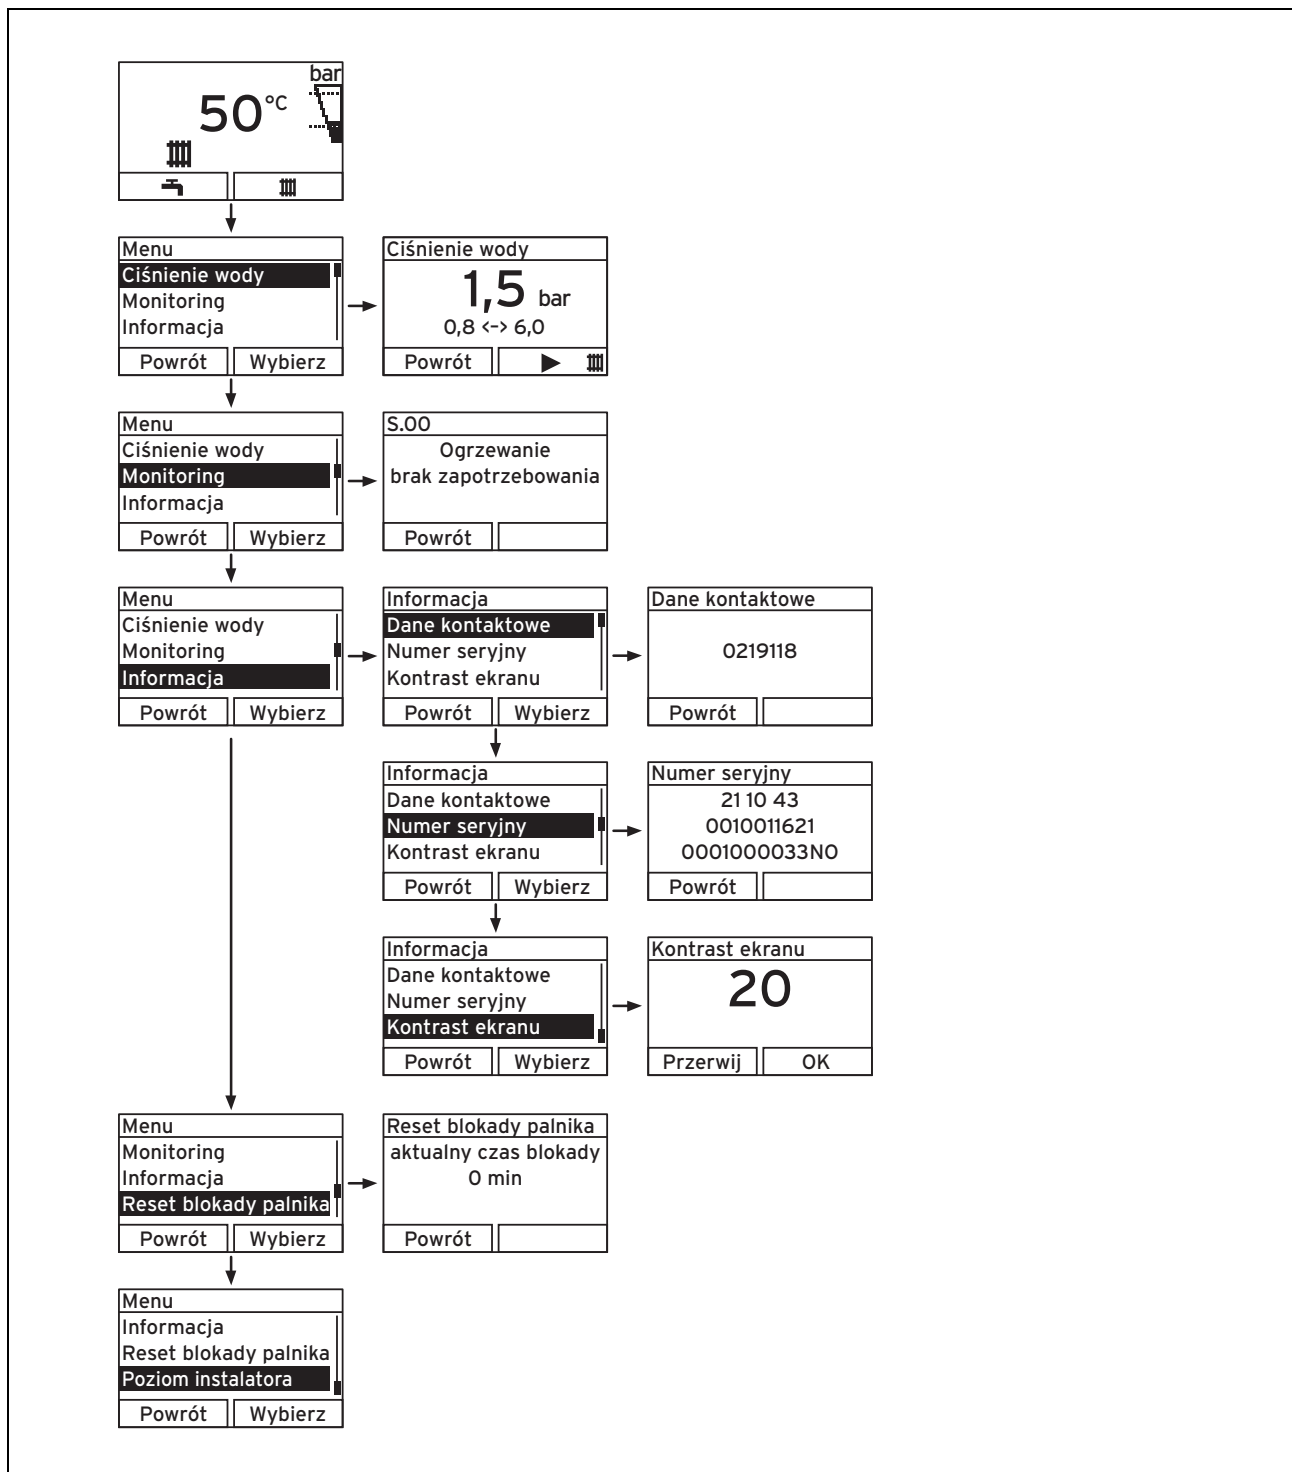 bar
50°C
Menu
Ciśnienie wody
Monitoring
Informacja
Powrót Wybierz
Ciśnienie wody
1,5 bar
0,8 <-> 6,0
Powrót
Menu
Ciśnienie wody
Monitoring
Informacja
Powrót Wybierz
S.00
Ogrzewanie
brak zapotrzebowania
Powrót
Menu
Ciśnienie wody
Monitoring
Informacja
Powrót Wybierz
Informacja
Dane kontaktowe
Numer seryjny
Kontrast ekranu
Powrót Wybierz
Dane kontaktowe
0219118
Powrót
Informacja
Dane kontaktowe
Numer seryjny
Kontrast ekranu
Powrót Wybierz
Numer seryjny
21 10 43
0010011621
0001000033N0
Powrót
Informacja
Dane kontaktowe
Numer seryjny
Kontrast ekranu
Powrót Wybierz
Kontrast ekranu
20
Przerwij OK
Menu
Monitoring
Informacja
Reset blokady palnika
Powrót Wybierz
Reset blokady palnika
aktualny czas blokady
0 min
Powrót
Menu
Informacja
Reset blokady palnika
Poziom instalatora
Powrót Wybierz